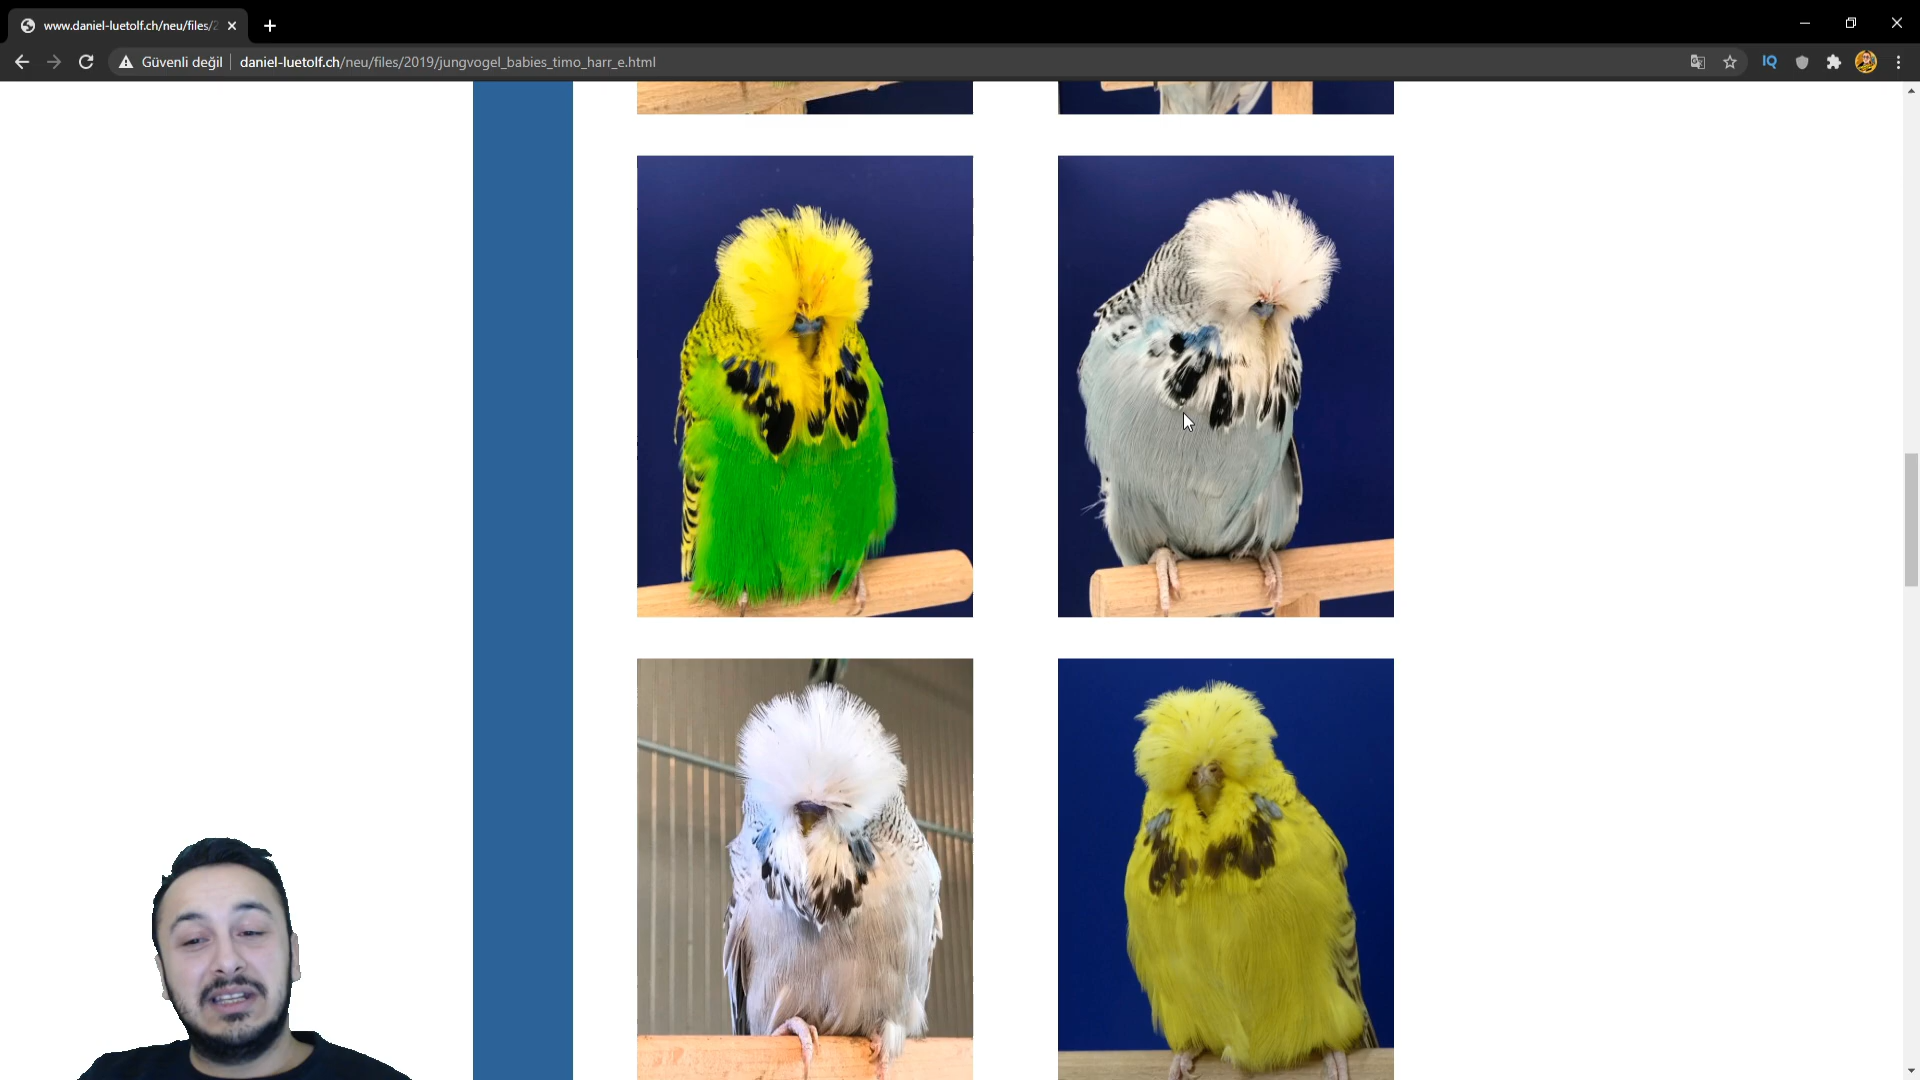 www.daniel-luetolf.ch/neu/files/2
Güvenli değil
daniel-luetolf.ch/neu/files/2019/jungvogel_babies_timo_harr_e.html
IQ